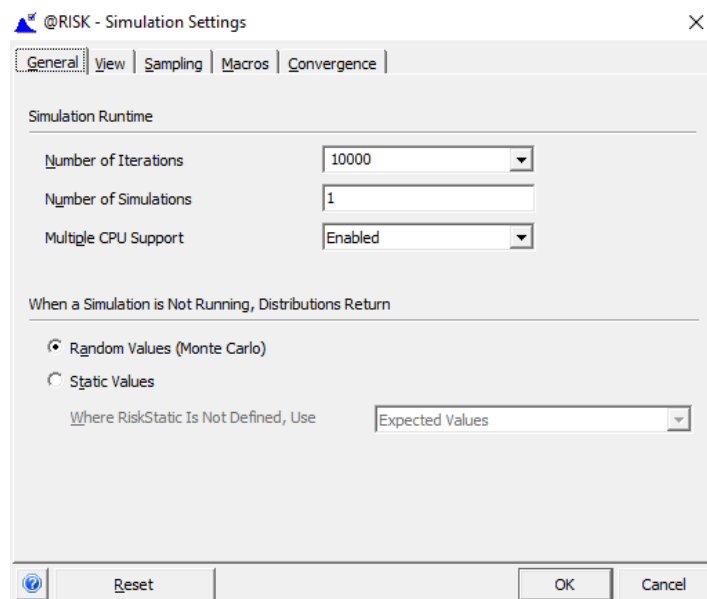 @RISK - Simulation Settings
General View Sampling Macros Convergence
Simulation Runtime
Number of Iterations 10000
Number of Simulations 1
Multiple CPU Support Enabled
When a Simulation is Not Running, Distributions Return
Random Values (Monte Carlo)
Static Values
Where RiskStatic Is Not Defined, Use Expected Values
Reset OK Cancel